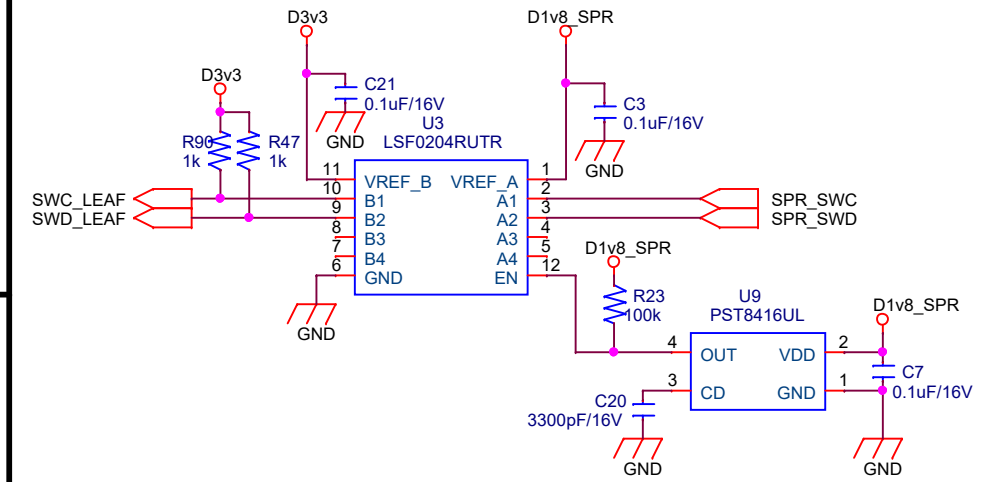 D3v3
D1v8_SPR
D3v3
C21
0.1uF/16V
C3
0.1uF/16V
U3
LSF0204RUTR
GND
GND
R90
1k
R47
1k
11
VREF_B
VREF_A
1
SWC_LEAF
10
B1
A1
2
SPR_SWC
SWD_LEAF
9
B2
A2
3
SPR_SWD
8
B3
A3
4
7
B4
A4
5
6
GND
EN
12
GND
D1v8_SPR
R23
100k
U9
PST8416UL
D1v8_SPR
4
OUT
VDD
2
3
CD
GND
1
C7
0.1uF/16V
C20
3300pF/16V
GND
GND